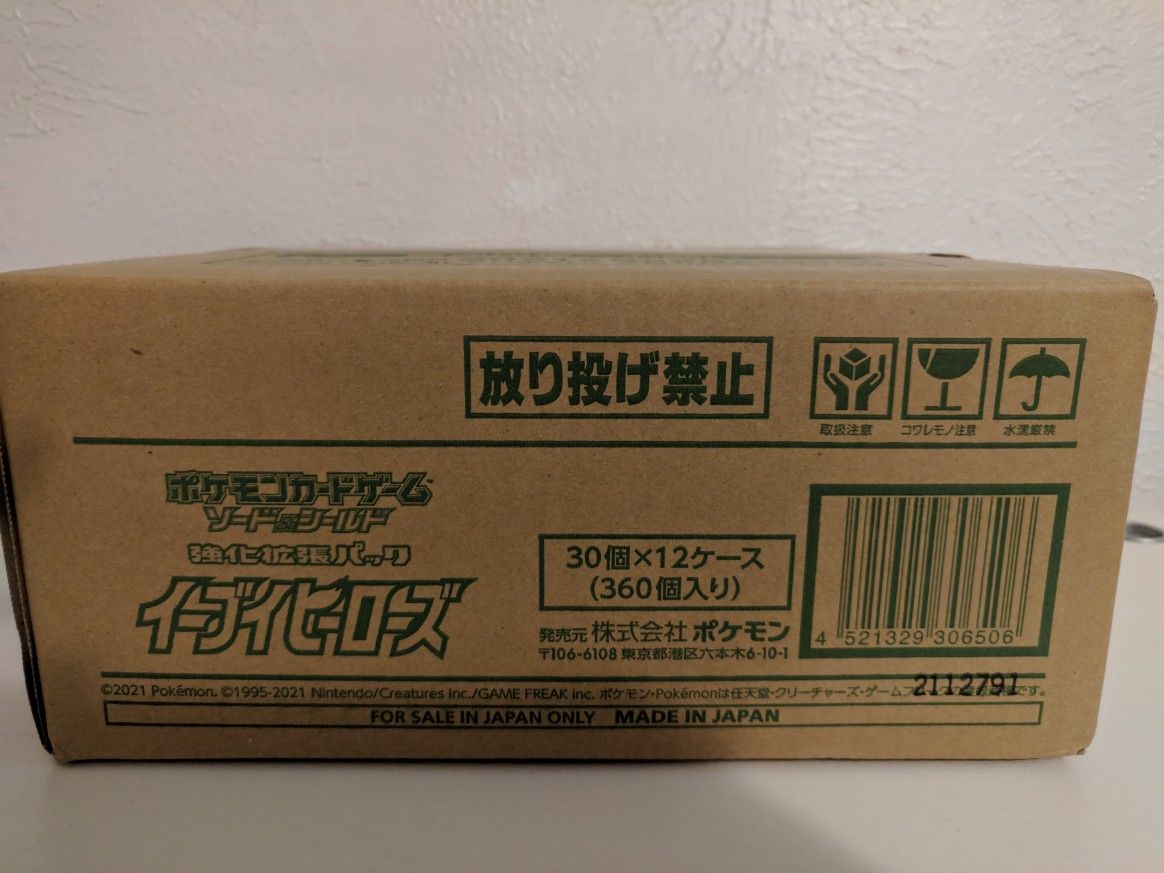 放り投げ禁止
取扱注意 コワレモノ注意 水濡厳禁
ポケモンカードゲーム
ソード&シールド
強化拡張パック
イーブイヒーローズ
30個×12ケース
(360個入り)
発売元 株式会社 ポケモン
〒106-6108 東京都港区六本木6-10-1
4 521329 306506
©2021 Pokémon. ©1995-2021 Nintendo/Creatures Inc./GAME FREAK inc. ポケモン・Pokémonは任天堂・クリーチャーズ・ゲームフ です。
2112791
FOR SALE IN JAPAN ONLY MADE IN JAPAN